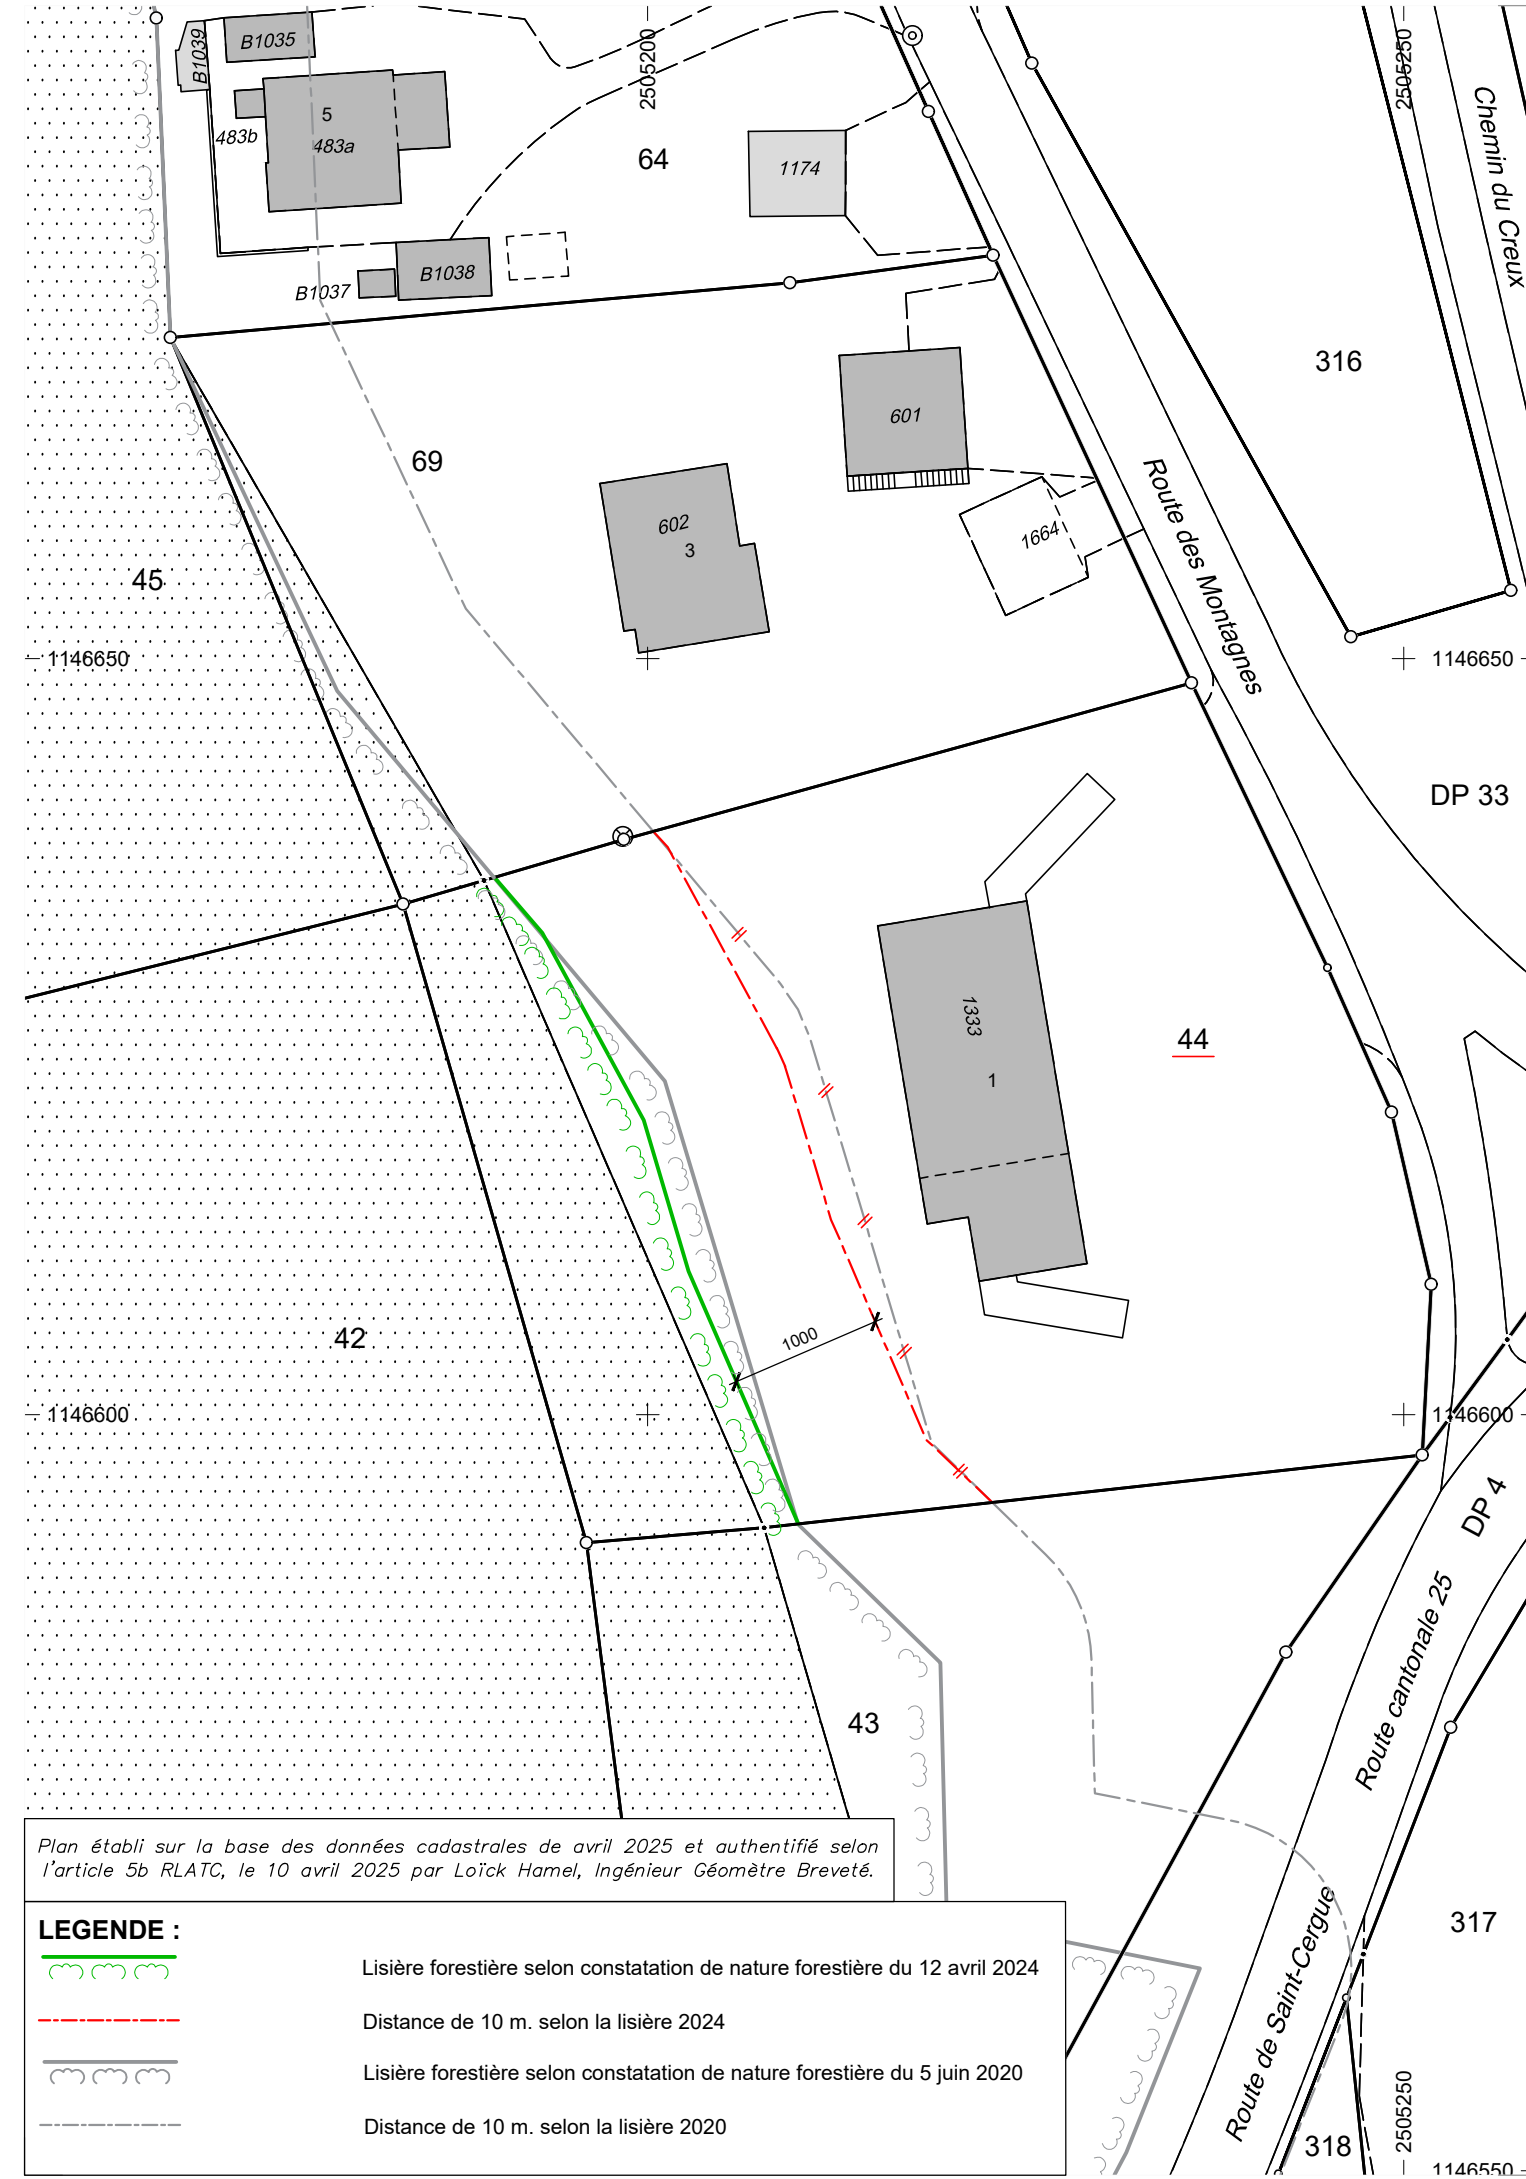 B1039
B1035
2505200
2505250
5
483b
483a
64
1174
Chemin du Creux
B1038
B1037
316
601
69
602
3
1664
Route des Montagnes
45
1146650
1146650
DP 33
1333
44
1
42
1000
1146600
1146600
DP 4
Route cantonale 25
43
Plan établi sur la base des données cadastrales de avril 2025 et authentifié selon
l'article 5b RLATC, le 10 avril 2025 par Loïck Hamel, Ingénieur Géomètre Breveté.
LEGENDE :
Lisière forestière selon constatation de nature forestière du 12 avril 2024
Distance de 10 m. selon la lisière 2024
Lisière forestière selon constatation de nature forestière du 5 juin 2020
Distance de 10 m. selon la lisière 2020
317
Route de Saint-Cergue
318
2505250
1146550